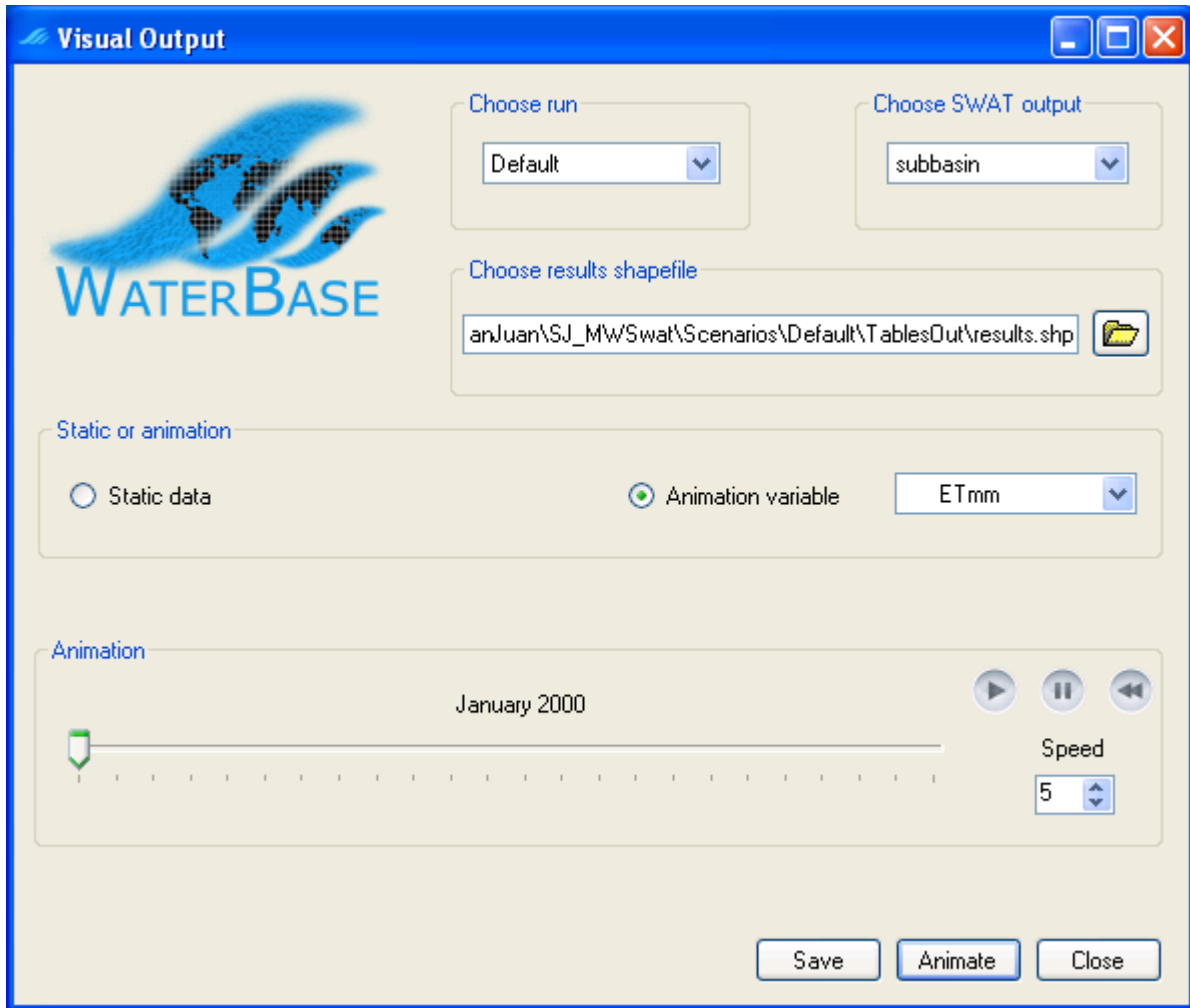 Visual Output
WATERBASE
Choose run
Default
Choose SWAT output
subbasin
Choose results shapefile
anJuan\SJ_MWSwat\Scenarios\Default\TablesOut\results.shp
Static or animation
Static data
Animation variable
ETmm
Animation
January 2000
Speed
5
Save
Animate
Close